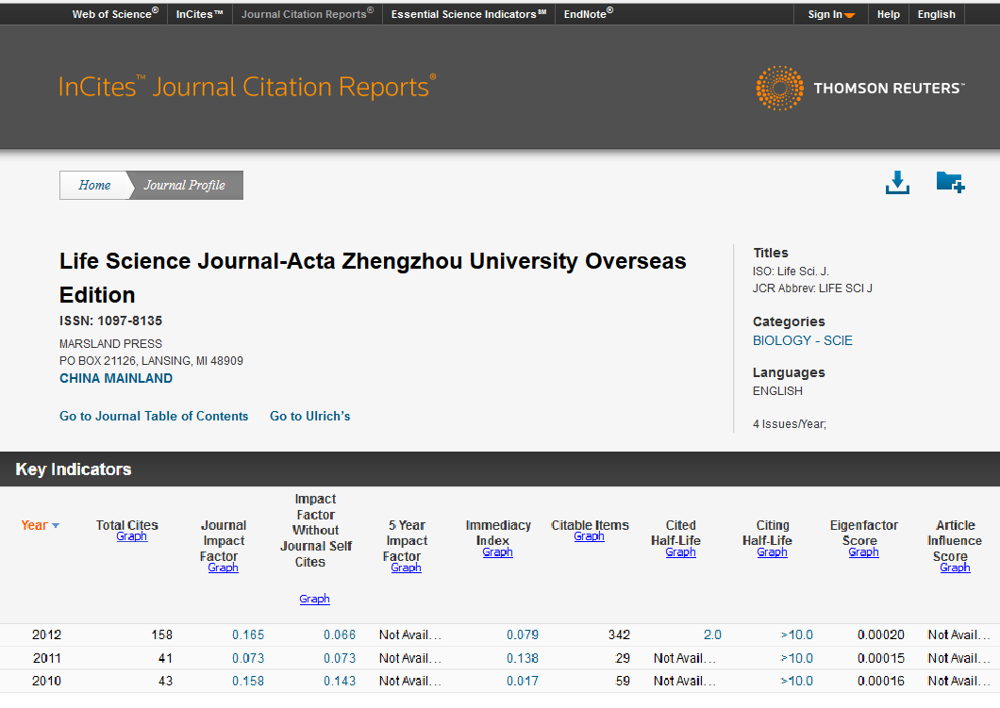 Web of Science® InCites™ Journal Citation Reports® Essential Science Indicators℠ EndNote® Sign In Help English
InCites™ Journal Citation Reports®
THOMSON REUTERS™
Home Journal Profile
Life Science Journal-Acta Zhengzhou University Overseas
Edition
ISSN: 1097-8135
MARSLAND PRESS
PO BOX 21126, LANSING, MI 48909
CHINA MAINLAND
Go to Journal Table of Contents Go to Ulrich's
Titles
ISO: Life Sci. J.
JCR Abbrev: LIFE SCI J
Categories
BIOLOGY - SCIE
Languages
ENGLISH
4 Issues/Year;
Key Indicators
Year
Total Cites
Graph
Journal
Impact
Factor
Graph
Impact
Factor
Without
Journal Self
Cites
Graph
5 Year
Impact
Factor
Graph
Immediacy
Index
Graph
Citable Items
Graph
Cited
Half-Life
Graph
Citing
Half-Life
Graph
Eigenfactor
Score
Graph
Article
Influence
Score
Graph
2012 158 0.165 0.066 Not Avail... 0.079 342 2.0 >10.0 0.00020 Not Avail...
2011 41 0.073 0.073 Not Avail... 0.138 29 Not Avail... >10.0 0.00015 Not Avail...
2010 43 0.158 0.143 Not Avail... 0.017 59 Not Avail... >10.0 0.00016 Not Avail...